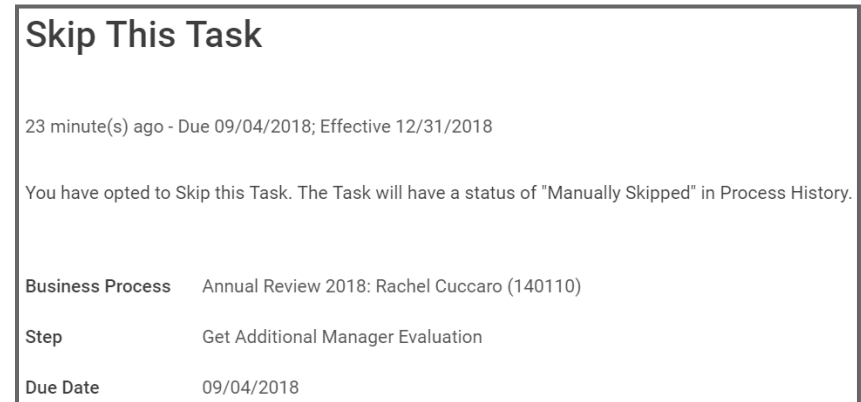 Skip This Task
23 minute(s) ago - Due 09/04/2018; Effective 12/31/2018
You have opted to Skip this Task. The Task will have a status of "Manually Skipped" in Process History.
Business Process Annual Review 2018: Rachel Cuccaro (140110)
Step Get Additional Manager Evaluation
Due Date 09/04/2018